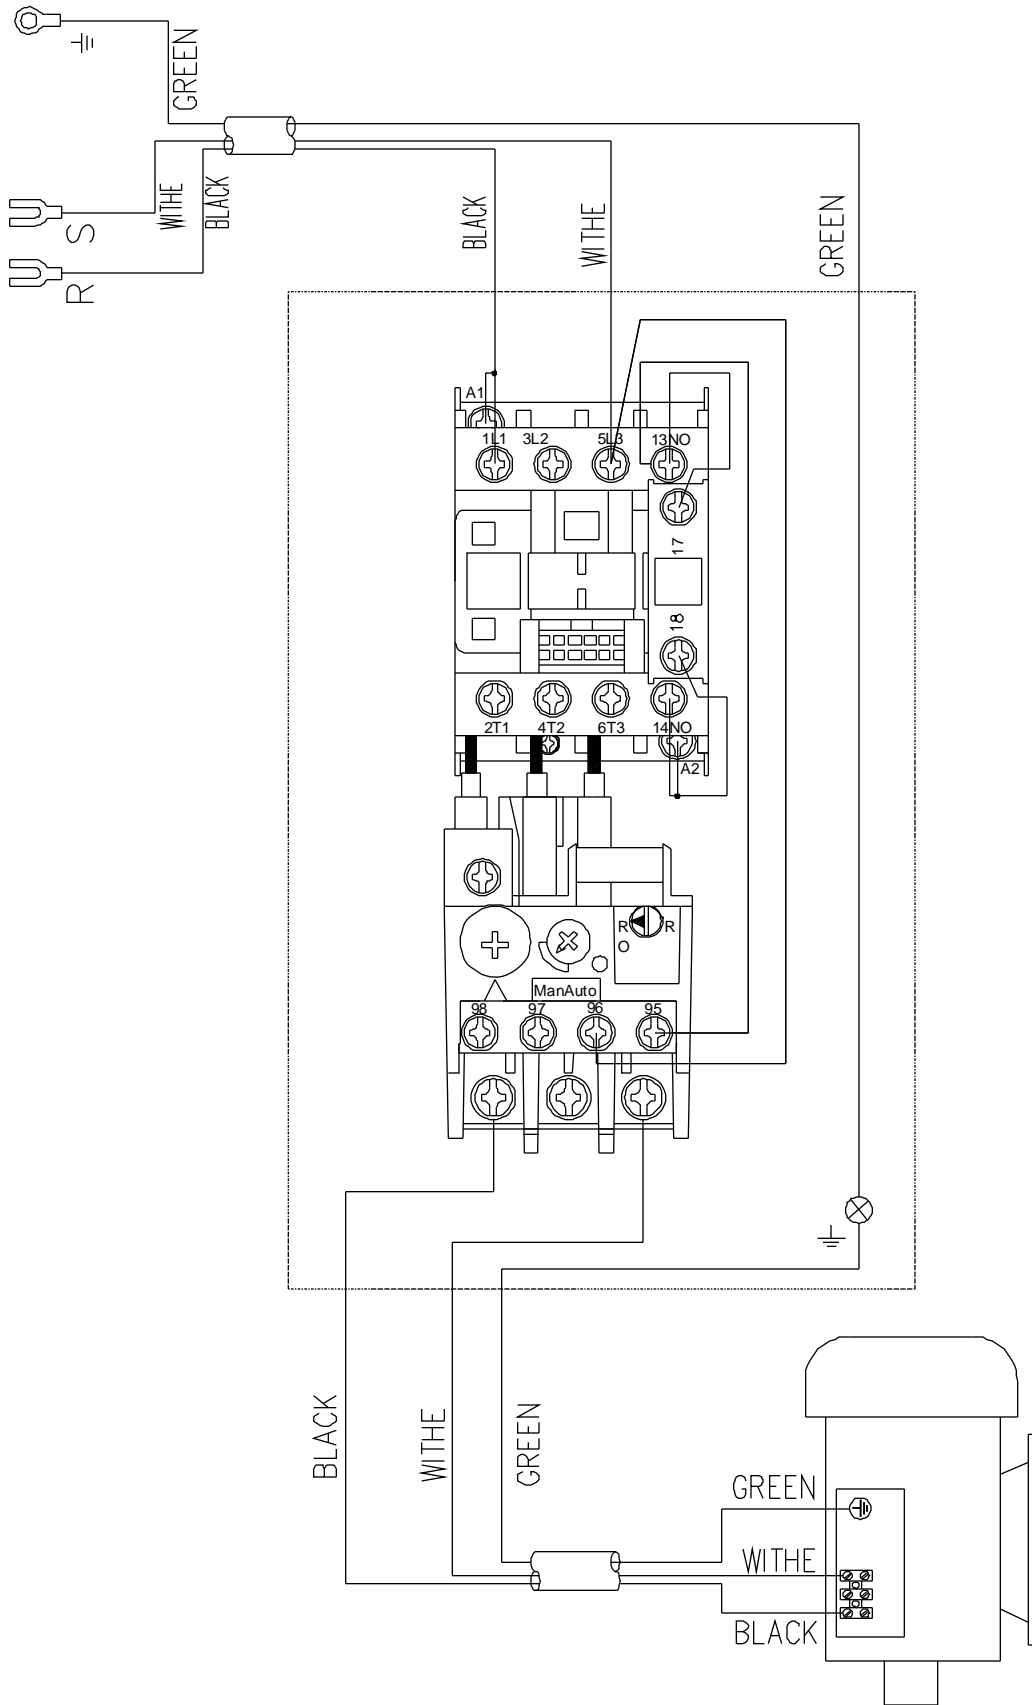 GREEN
WITHE
BLACK
S
R
BLACK
WITHE
GREEN
A1
1L1 3L2 5L3 13NO
17
18
2T1 4T2 6T3 14NO
A2
R R
O
ManAuto
98 97 96 95
BLACK
WITHE
GREEN
GREEN
WITHE
BLACK